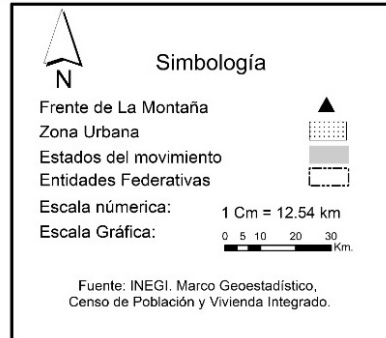 N
Simbología
Frente de La Montaña
Zona Urbana
Estados del movimiento
Entidades Federativas
Escala númerica: 1 Cm = 12.54 km
Escala Gráfica: 0 5 10 20 30 Km.
Fuente: INEGI. Marco Geoestadístico,
Censo de Población y Vivienda Integrado.